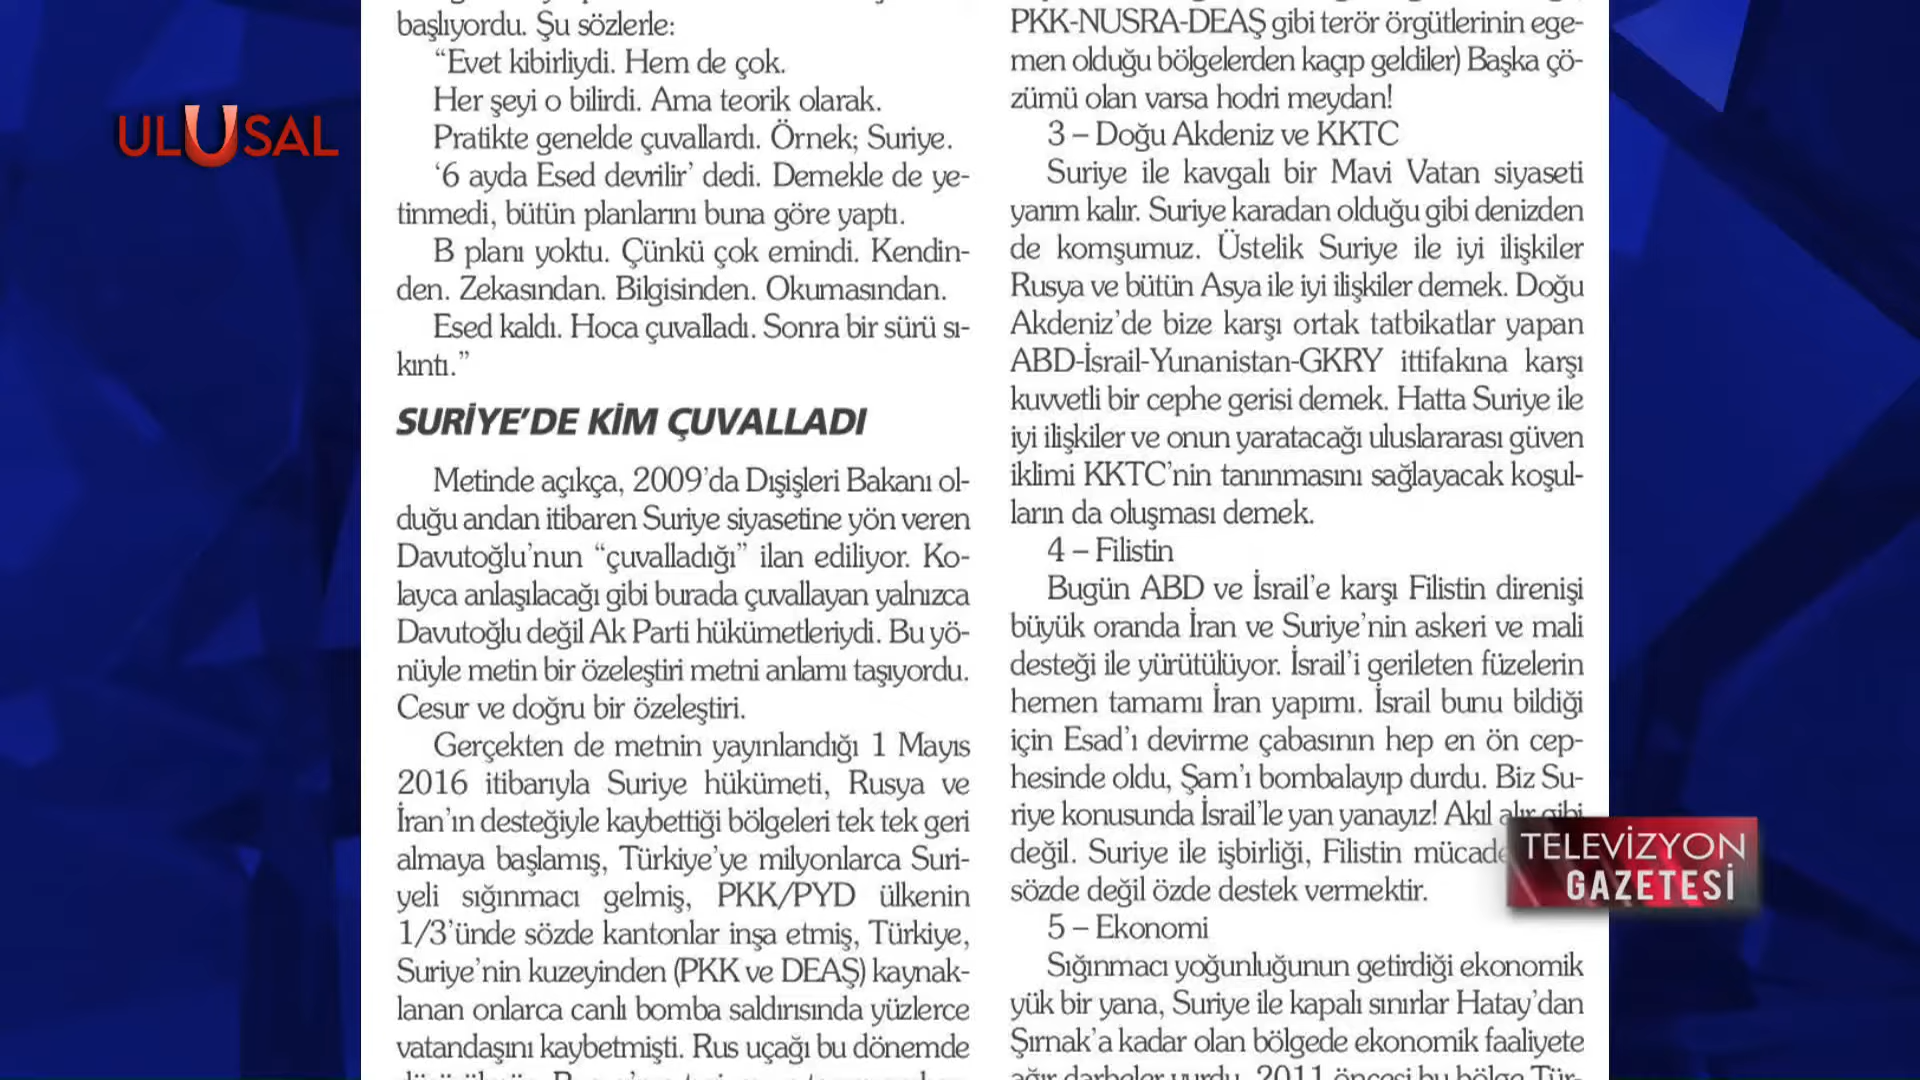 ULUSAL
başlıyordu. Şu sözlerle:
“Evet kibirliydi. Hem de çok.
Her şeyi o bilirdi. Ama teorik olarak.
Pratikte genelde çuvallardı. Örnek; Suriye.
‘6 ayda Esed devrilir’ dedi. Demekle de ye-
tinmedi, bütün planlarını buna göre yaptı.
B planı yoktu. Çünkü çok emindi. Kendin-
den. Zekasından. Bilgisinden. Okumasından.
Esed kaldı. Hoca çuvalladı. Sonra bir sürü sı-
kıntı.”
SURİYE’DE KİM ÇUVALLADI
Metinde açıkça, 2009’da Dışişleri Bakanı ol-
duğu andan itibaren Suriye siyasetine yön veren
Davutoğlu’nun “çuvalladığı” ilan ediliyor. Ko-
layca anlaşılacağı gibi burada çuvallayan yalnızca
Davutoğlu değil Ak Parti hükümetleriydi. Bu yö-
nüyle metin bir özeleştiri metni anlamı taşıyordu.
Cesur ve doğru bir özeleştiri.
Gerçekten de metnin yayınlandığı 1 Mayıs
2016 itibarıyla Suriye hükümeti, Rusya ve
İran’ın desteğiyle kaybettiği bölgeleri tek tek geri
almaya başlamış, Türkiye’ye milyonlarca Suri-
yeli sığınmacı gelmiş, PKK/PYD ülkenin
1/3’ünde sözde kantonlar inşa etmiş, Türkiye,
Suriye’nin kuzeyinden (PKK ve DEAŞ) kaynak-
lanan onlarca canlı bomba saldırısında yüzlerce
vatandaşını kaybetmişti. Rus uçağı bu dönemde
PKK-NUSRA-DEAŞ gibi terör örgütlerinin ege-
men olduğu bölgelerden kaçıp geldiler) Başka çö-
zümü olan varsa hodri meydan!
3 – Doğu Akdeniz ve KKTC
Suriye ile kavgalı bir Mavi Vatan siyaseti
yarım kalır. Suriye karadan olduğu gibi denizden
de komşumuz. Üstelik Suriye ile iyi ilişkiler
Rusya ve bütün Asya ile iyi ilişkiler demek. Doğu
Akdeniz’de bize karşı ortak tatbikatlar yapan
ABD-İsrail-Yunanistan-GKRY ittifakına karşı
kuvvetli bir cephe gerisi demek. Hatta Suriye ile
iyi ilişkiler ve onun yaratacağı uluslararası güven
iklimi KKTC’nin tanınmasını sağlayacak koşul-
ların da oluşması demek.
4 – Filistin
Bugün ABD ve İsrail’e karşı Filistin direnişi
büyük oranda İran ve Suriye’nin askeri ve mali
desteği ile yürütülüyor. İsrail’i gerileten füzelerin
hemen tamamı İran yapımı. İsrail bunu bildiği
için Esad’ı devirme çabasının hep en ön cep-
hesinde oldu, Şam’ı bombalayıp durdu. Biz Su-
riye konusunda İsrail’le yan yanayız! Akıl alır gibi
değil. Suriye ile işbirliği, Filistin
sözde değil özde destek vermektir.
5 – Ekonomi
Sığınmacı yoğunluğunun getirdiği ekonomik
yük bir yana, Suriye ile kapalı sınırlar Hatay’dan
Şırnak’a kadar olan bölgede ekonomik faaliyete
ağır darbeler vurdu. 2011 öncesi bu bölge Tür-
TELEVİZYON
GAZETESİ